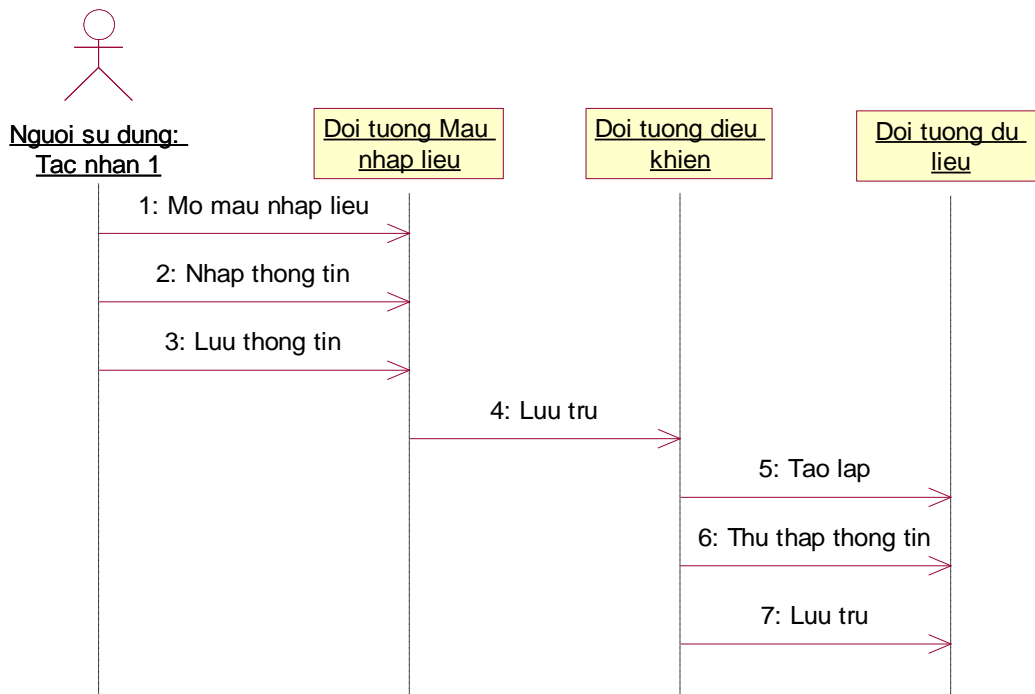 Nguoi su dung:
Tac nhan 1
Doi tuong Mau
nhap lieu
Doi tuong dieu
khien
Doi tuong du
lieu
1: Mo mau nhap lieu
2: Nhap thong tin
3: Luu thong tin
4: Luu tru
5: Tao lap
6: Thu thap thong tin
7: Luu tru